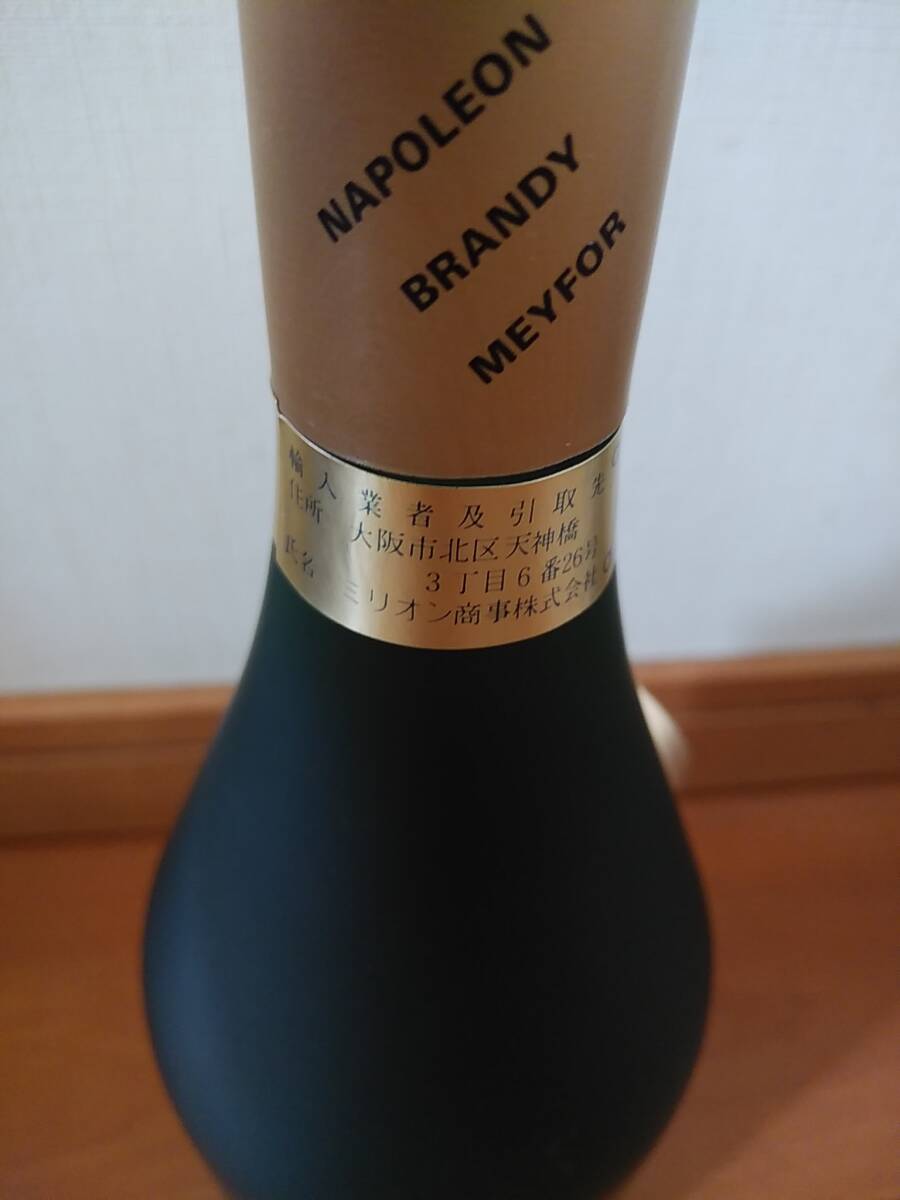 NAPOLEON
BRANDY
MEYFOR
輸入業者及引取先
住所 大阪市北区天神橋
3丁目6番26号
氏名 ミリオン商事株式会社